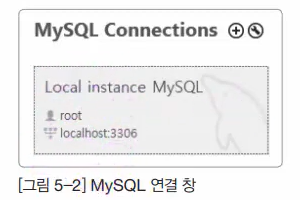 MySQL Connections
Local instance MySQL
root
localhost:3306
[그림 5-2] MySQL 연결 창